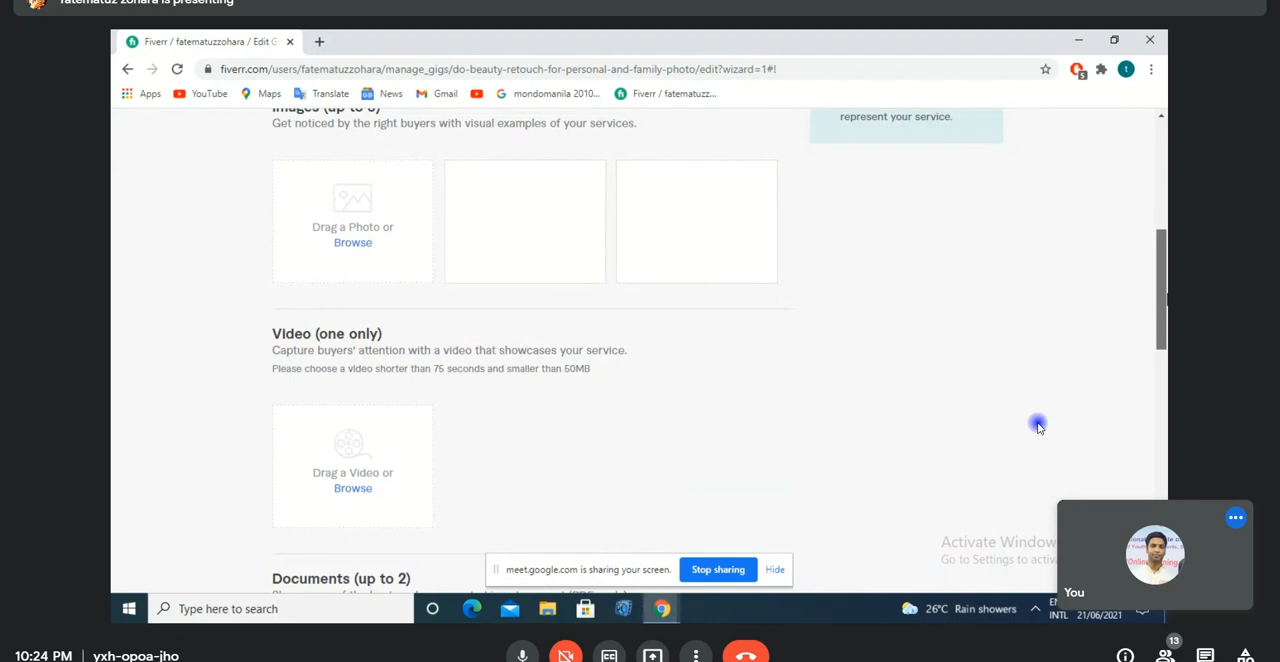 fatematuz zohara is presenting
Fiverr / fatematuzzohara / Edit G
fiverr.com/users/fatematuzzohara/manage_gigs/do-beauty-retouch-for-personal-and-family-photo/edit?wizard=1#!
5
t
Apps YouTube Maps Translate News Gmail mondomanila 2010... Fiverr / fatematuzz...
Images (up to 3)
Get noticed by the right buyers with visual examples of your services.
represent your service.
Drag a Photo or
Browse
Video (one only)
Capture buyers' attention with a video that showcases your service.
Please choose a video shorter than 75 seconds and smaller than 50MB
Drag a Video or
Browse
Activate Window
Go to Settings to activ
Documents (up to 2)
meet.google.com is sharing your screen. Stop sharing Hide
You
Type here to search
26°C Rain showers
INTL 21/06/2021
10:24 PM | yxh-opoa-jho
13